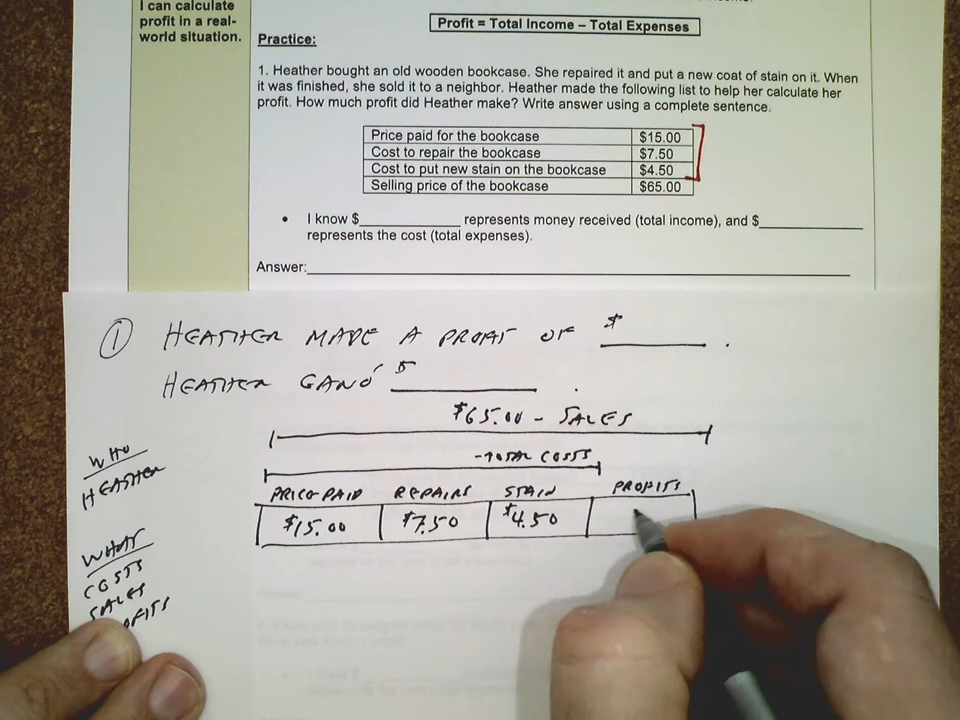 I can calculate
profit in a real-
world situation.
Profit = Total Income – Total Expenses
Practice:
1. Heather bought an old wooden bookcase. She repaired it and put a new coat of stain on it. When
it was finished, she sold it to a neighbor. Heather made the following list to help her calculate her
profit. How much profit did Heather make? Write answer using a complete sentence.
Price paid for the bookcase $15.00
Cost to repair the bookcase $7.50
Cost to put new stain on the bookcase $4.50
Selling price of the bookcase $65.00
• I know $____________ represents money received (total income), and $____________
represents the cost (total expenses).
Answer:____________
① HEATHER MADE A PROFIT OF $ ________ .
HEATHER GANÓ $ ________ .
$65.00 - SALES
WHO
HEATHER
- TOTAL COSTS
PRICE PAID REPAIRS STAIN PROFITS
$15.00 $7.50 $4.50
WHAT
COSTS
SALES
OFITS